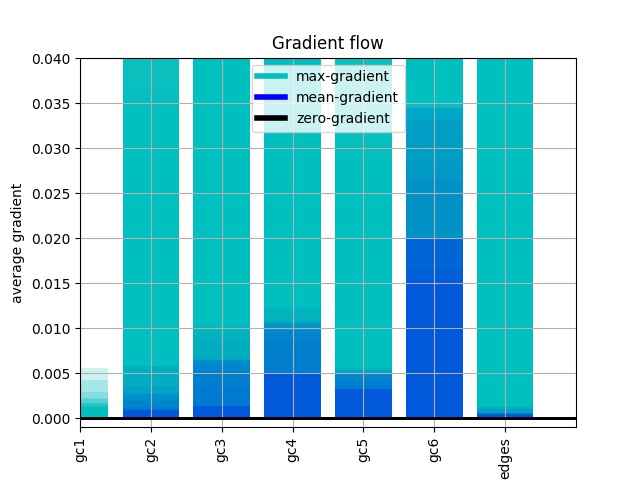 Gradient flow
max-gradient
mean-gradient
zero-gradient
average gradient
0.040
0.035
0.030
0.025
0.020
0.015
0.010
0.005
0.000
gc1
gc2
gc3
gc4
gc5
gc6
edges